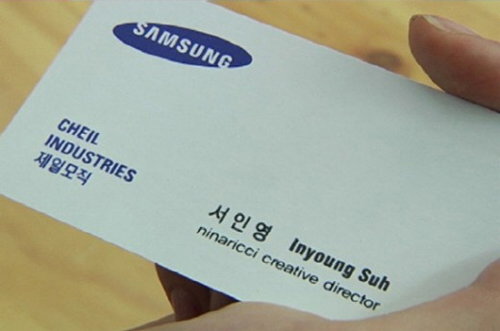 SAMSUNG
CHEIL
INDUSTRIES
제일모직
서인영 Inyoung Suh
ninaricci creative director